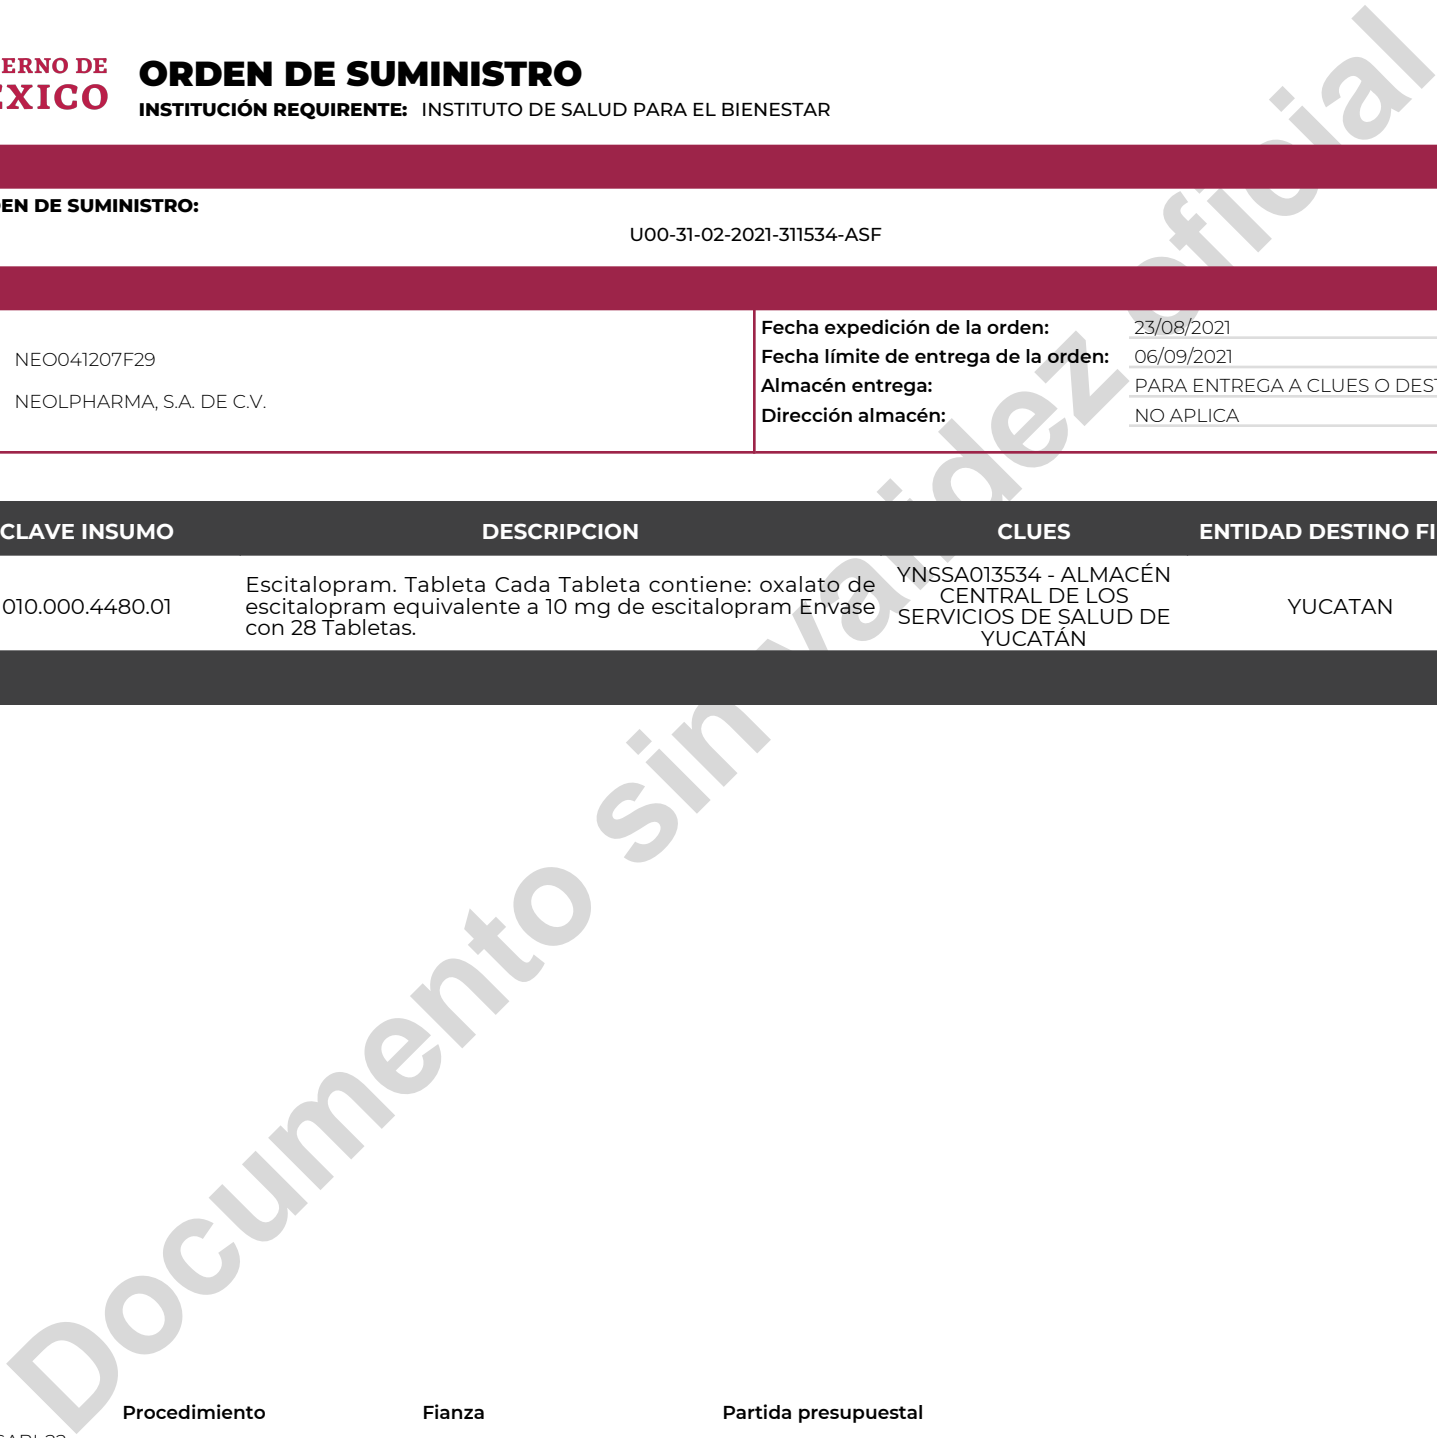 ERNO DE
EXICO
ORDEN DE SUMINISTRO
INSTITUCIÓN REQUIRENTE: INSTITUTO DE SALUD PARA EL BIENESTAR
EN DE SUMINISTRO:
U00-31-02-2021-311534-ASF
NEO041207F29
NEOLPHARMA, S.A. DE C.V.
Fecha expedición de la orden: 23/08/2021
Fecha límite de entrega de la orden: 06/09/2021
Almacén entrega: PARA ENTREGA A CLUES O DEST
Dirección almacén: NO APLICA
CLAVE INSUMO DESCRIPCION CLUES ENTIDAD DESTINO FI
010.000.4480.01
Escitalopram. Tableta Cada Tableta contiene: oxalato de
escitalopram equivalente a 10 mg de escitalopram Envase
con 28 Tabletas.
YNSSA013534 - ALMACÉN
CENTRAL DE LOS
SERVICIOS DE SALUD DE
YUCATÁN
YUCATAN
Documento sin validez oficial
Procedimiento Fianza Partida presupuestal